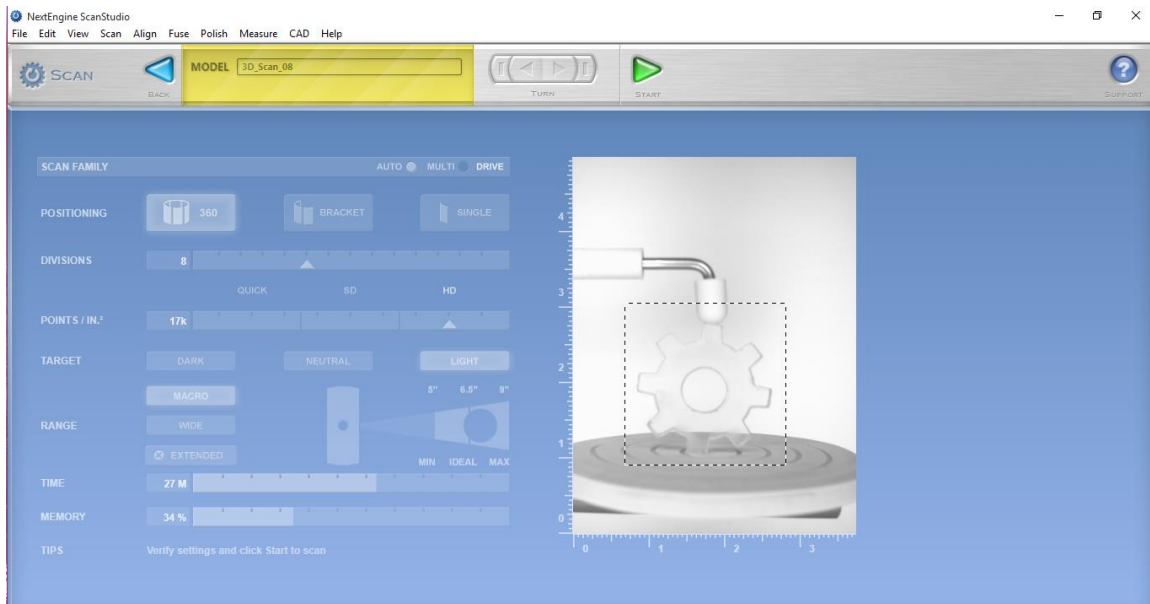 NextEngine ScanStudio
File Edit View Scan Align Fuse Polish Measure CAD Help
SCAN
BACK
MODEL 3D_Scan_08
TURN
START
? SUPPORT
SCAN FAMILY AUTO MULTI DRIVE
POSITIONING 360 BRACKET SINGLE
DIVISIONS 8
QUICK SD HD
POINTS / IN.² 17k
TARGET DARK NEUTRAL LIGHT
MACRO 5" 6.5" 9"
RANGE WIDE
EXTENDED MIN IDEAL MAX
TIME 27 M
MEMORY 34 %
TIPS Verify settings and click Start to scan
4
3
2
1
0
0 1 2 3